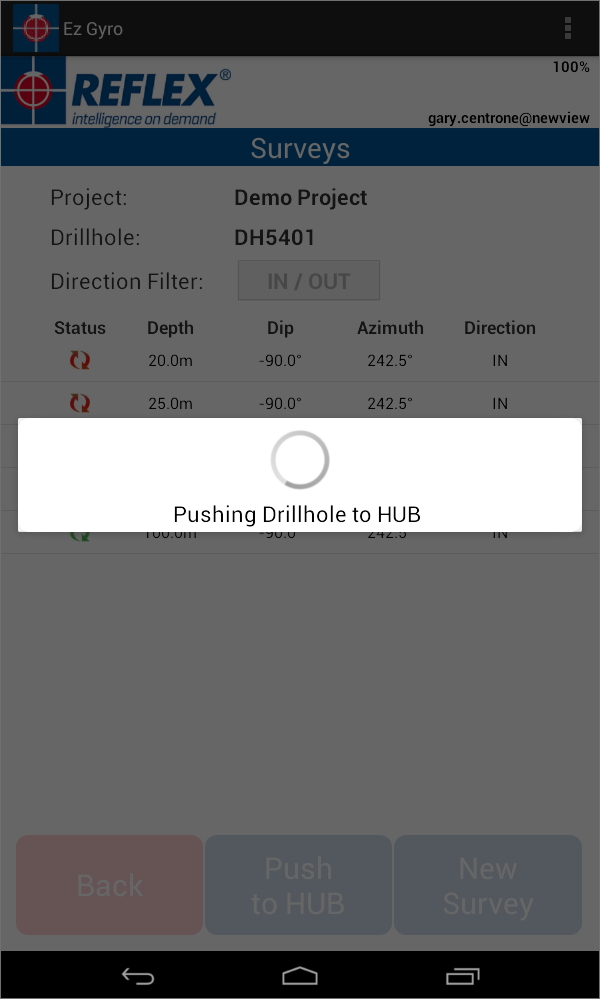 Ez Gyro
100%
REFLEX®
intelligence on demand
gary.centrone@newview
Surveys
Project: Demo Project
Drillhole: DH5401
Direction Filter: IN / OUT
Status Depth Dip Azimuth Direction
20.0m -90.0° 242.5° IN
25.0m -90.0° 242.5° IN
Pushing Drillhole to HUB
100.0m -90.0° 242.5° IN
Back
Push
to HUB
New
Survey